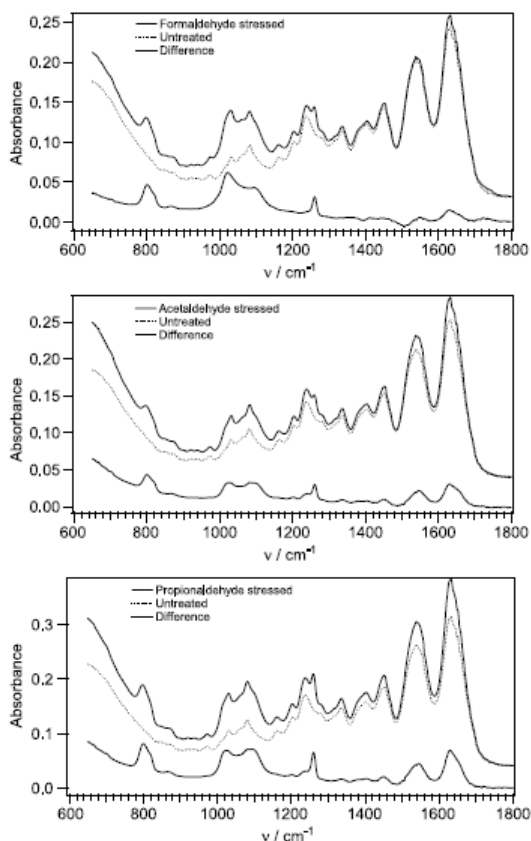 Formaldehyde stressed
Untreated
Difference
Absorbance
0,25
0,20
0,15
0,10
0.05
0.00
600 800 1000 1200 1400 1600 1800
ν / cm⁻¹
Acetaldehyde stressed
Untreated
Difference
Absorbance
0.25
0.20
0.15
0.10
0.05
0.00
600 800 1000 1200 1400 1600 1800
ν / cm⁻¹
Propionaldehyde stressed
Untreated
Difference
Absorbance
0,3
0.2
0.1
0,0
600 800 1000 1200 1400 1600 1800
ν / cm⁻¹